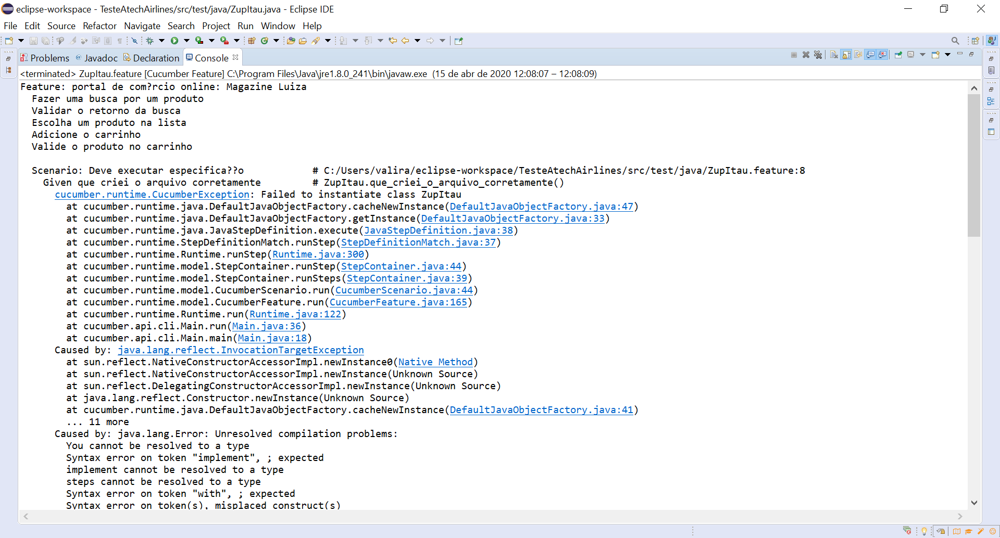 eclipse-workspace - TesteAtechAirlines/src/test/java/ZupItau.java - Eclipse IDE
File Edit Source Refactor Navigate Search Project Run Window Help
Problems Javadoc Declaration Console
<terminated> ZupItau.feature [Cucumber Feature] C:\Program Files\Java\jre1.8.0_241\bin\javaw.exe (15 de abr de 2020 12:08:07 – 12:08:09)
Feature: portal de com?rcio online: Magazine Luiza
Fazer uma busca por um produto
Validar o retorno da busca
Escolha um produto na lista
Adicione o carrinho
Valide o produto no carrinho
Scenario: Deve executar especifica??o # C:/Users/valira/eclipse-workspace/TesteAtechAirlines/src/test/java/ZupItau.feature:8
Given que criei o arquivo corretamente # ZupItau.que_criei_o_arquivo_corretamente()
cucumber.runtime.CucumberException: Failed to instantiate class ZupItau
at cucumber.runtime.java.DefaultJavaObjectFactory.cacheNewInstance(DefaultJavaObjectFactory.java:47)
at cucumber.runtime.java.DefaultJavaObjectFactory.getInstance(DefaultJavaObjectFactory.java:33)
at cucumber.runtime.java.JavaStepDefinition.execute(JavaStepDefinition.java:38)
at cucumber.runtime.StepDefinitionMatch.runStep(StepDefinitionMatch.java:37)
at cucumber.runtime.Runtime.runStep(Runtime.java:300)
at cucumber.runtime.model.StepContainer.runStep(StepContainer.java:44)
at cucumber.runtime.model.StepContainer.runSteps(StepContainer.java:39)
at cucumber.runtime.model.CucumberScenario.run(CucumberScenario.java:44)
at cucumber.runtime.model.CucumberFeature.run(CucumberFeature.java:165)
at cucumber.runtime.Runtime.run(Runtime.java:122)
at cucumber.api.cli.Main.run(Main.java:36)
at cucumber.api.cli.Main.main(Main.java:18)
Caused by: java.lang.reflect.InvocationTargetException
at sun.reflect.NativeConstructorAccessorImpl.newInstance0(Native Method)
at sun.reflect.NativeConstructorAccessorImpl.newInstance(Unknown Source)
at sun.reflect.DelegatingConstructorAccessorImpl.newInstance(Unknown Source)
at java.lang.reflect.Constructor.newInstance(Unknown Source)
at cucumber.runtime.java.DefaultJavaObjectFactory.cacheNewInstance(DefaultJavaObjectFactory.java:41)
... 11 more
Caused by: java.lang.Error: Unresolved compilation problems:
You cannot be resolved to a type
Syntax error on token "implement", ; expected
implement cannot be resolved to a type
steps cannot be resolved to a type
Syntax error on token "with", ; expected
Syntax error on token(s), misplaced construct(s)